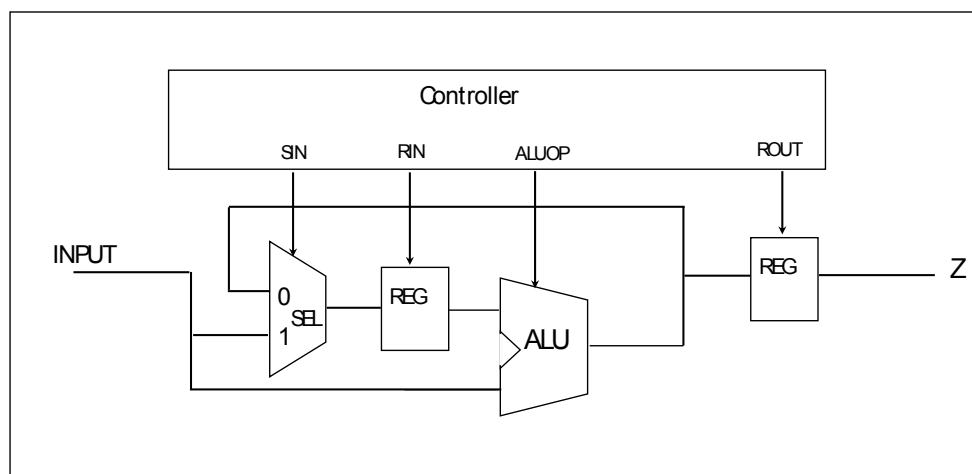 Controller
SIN RIN ALUOP ROUT
INPUT
0
SEL
1
REG
ALU
REG
Z